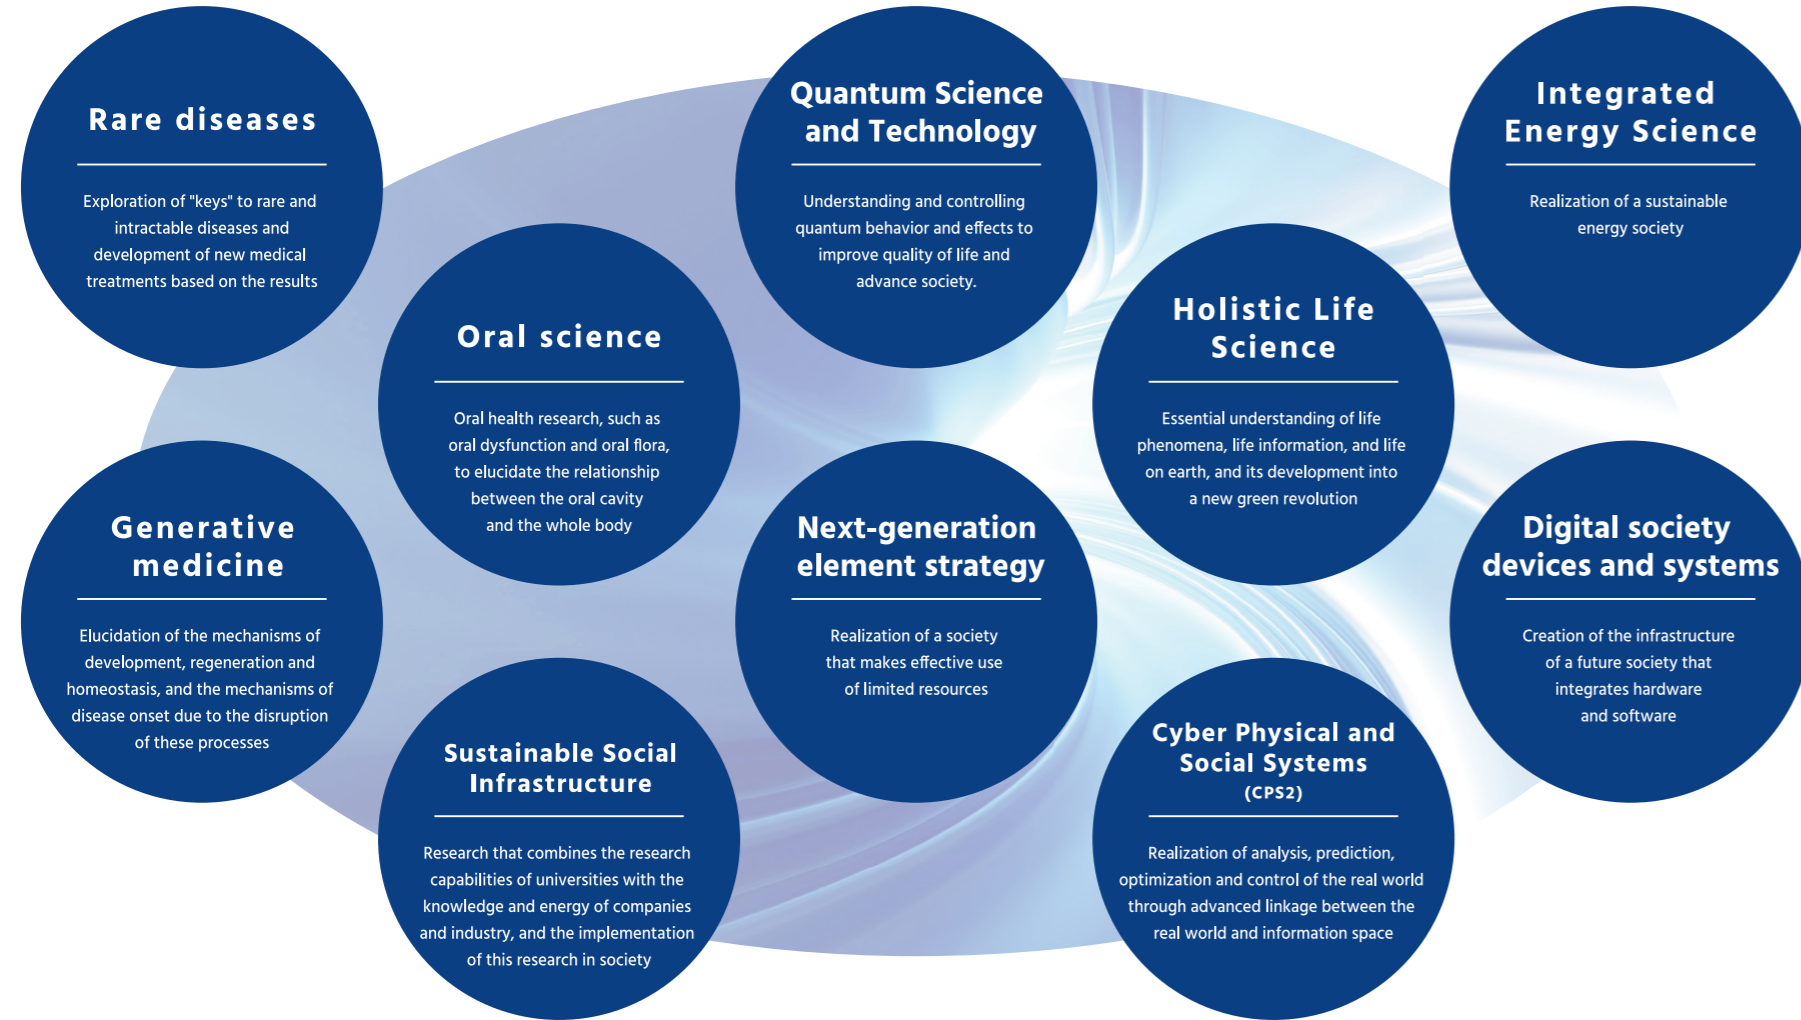 Rare diseases
Exploration of "keys" to rare and
intractable diseases and
development of new medical
treatments based on the results
Quantum Science
and Technology
Understanding and controlling
quantum behavior and effects to
improve quality of life and
advance society.
Integrated
Energy Science
Realization of a sustainable
energy society
Oral science
Oral health research, such as
oral dysfunction and oral flora,
to elucidate the relationship
between the oral cavity
and the whole body
Holistic Life
Science
Essential understanding of life
phenomena, life information, and life
on earth, and its development into
a new green revolution
Generative
medicine
Elucidation of the mechanisms of
development, regeneration and
homeostasis, and the mechanisms of
disease onset due to the disruption
of these processes
Next-generation
element strategy
Realization of a society
that makes effective use
of limited resources
Digital society
devices and systems
Creation of the infrastructure
of a future society that
integrates hardware
and software
Sustainable Social
Infrastructure
Research that combines the research
capabilities of universities with the
knowledge and energy of companies
and industry, and the implementation
of this research in society
Cyber Physical and
Social Systems
(CPS2)
Realization of analysis, prediction,
optimization and control of the real world
through advanced linkage between the
real world and information space